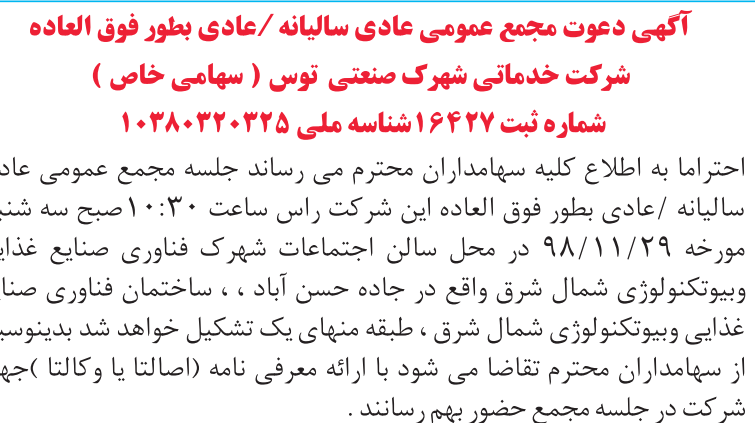 آگهی دعوت مجمع عمومی عادی سالیانه /عادی بطور فوق العاده
شرکت خدماتی شهرک صنعتی توس ( سهامی خاص )
شماره ثبت ۱۶۴۲۷شناسه ملی ۱۰۳۸۰۳۲۰۳۲۵
احتراما به اطلاع کلیه سهامداران محترم می رساند جلسه مجمع عمومی عاد
سالیانه /عادی بطور فوق العاده این شرکت راس ساعت ۱۰:۳۰صبح سه شنب
مورخه ۹۸/۱۱/۲۹ در محل سالن اجتماعات شهرک فناوری صنایع غذای
وبیوتکنولوژی شمال شرق واقع در جاده حسن آباد ، ، ساختمان فناوری صنا
غذایی وبیوتکنولوژی شمال شرق ، طبقه منهای یک تشکیل خواهد شد بدینوسی
از سهامداران محترم تقاضا می شود با ارائه معرفی نامه (اصالتا یا وکالتا )جه
شرکت در جلسه مجمع حضور بهم رسانند .